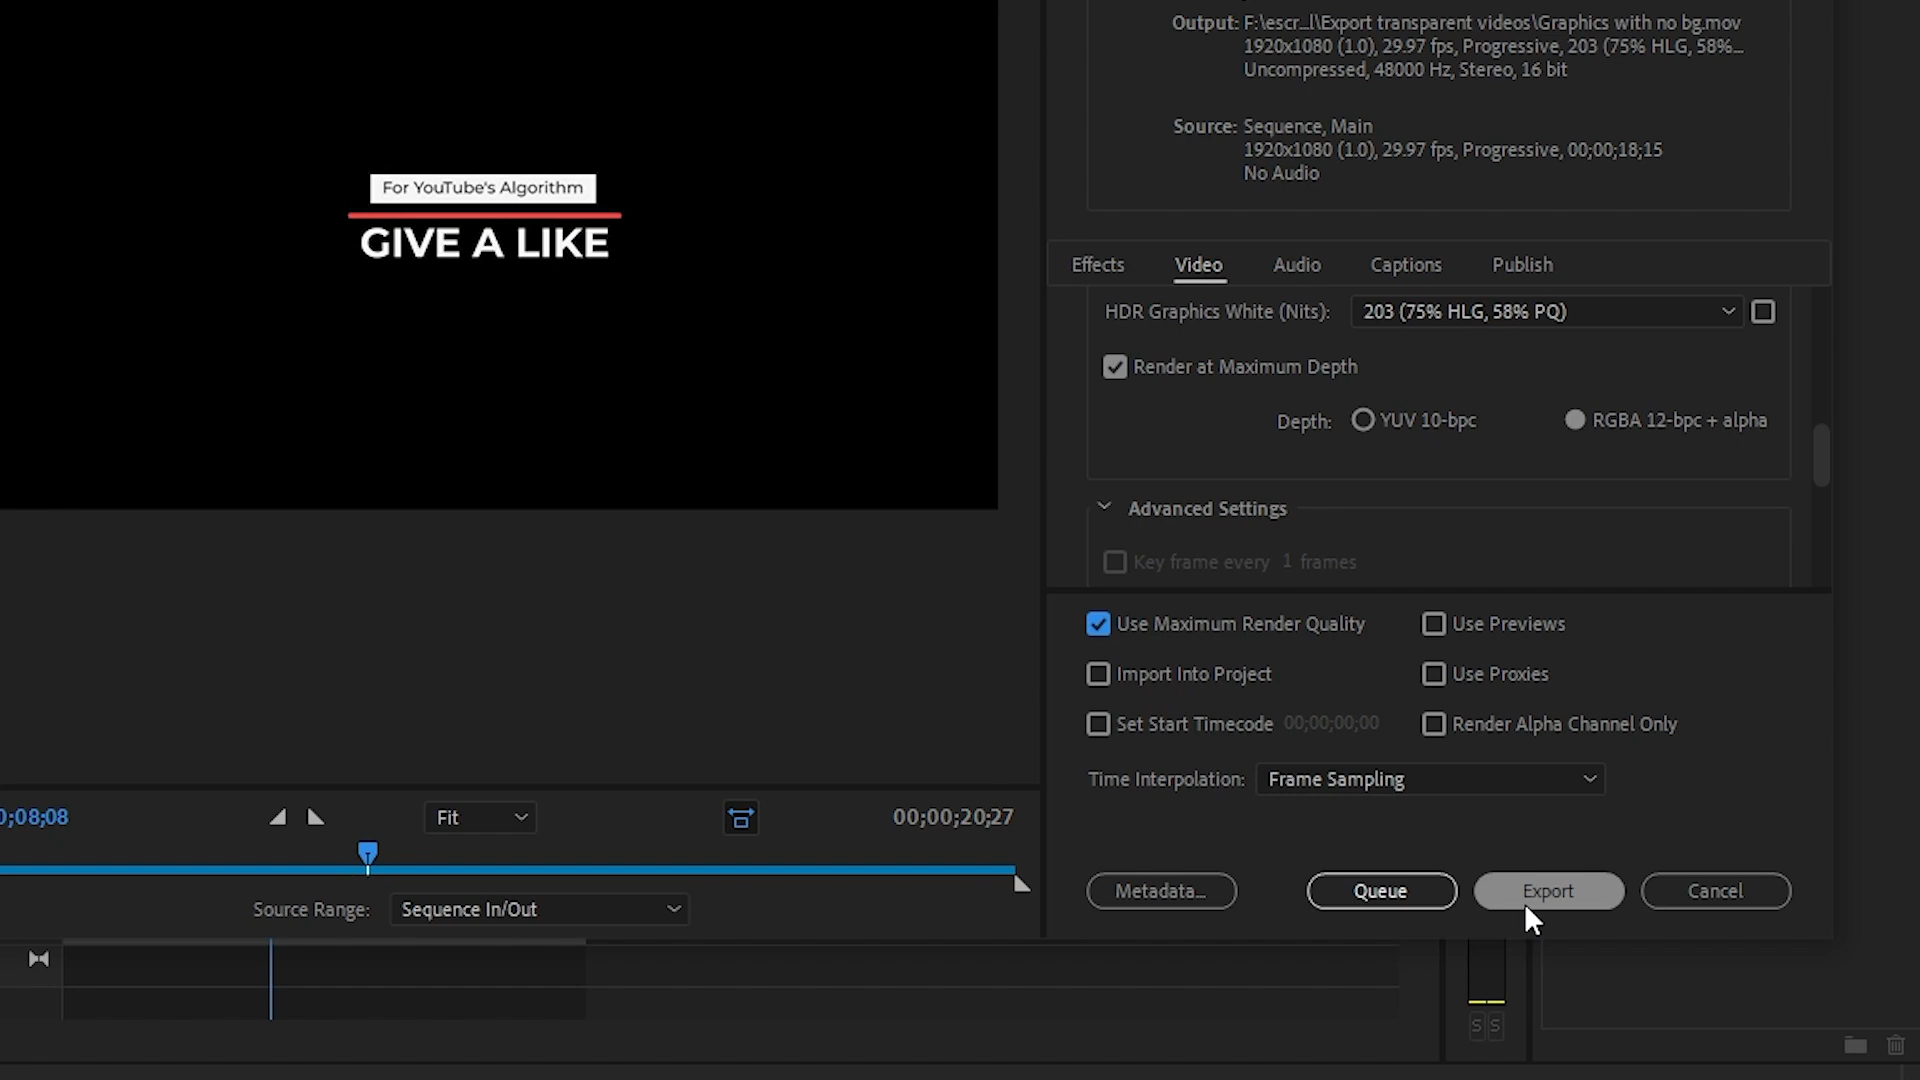 Output: F:\escr...l\Export transparent videos\Graphics with no bg.mov
1920x1080 (1.0), 29.97 fps, Progressive, 203 (75% HLG, 58%...
Uncompressed, 48000 Hz, Stereo, 16 bit
Source: Sequence, Main
1920x1080 (1.0), 29.97 fps, Progressive, 00;00;18;15
No Audio
For YouTube's Algorithm
GIVE A LIKE
Effects Video Audio Captions Publish
HDR Graphics White (Nits): 203 (75% HLG, 58% PQ)
Render at Maximum Depth
Depth: YUV 10-bpc RGBA 12-bpc + alpha
Advanced Settings
Key frame every 1 frames
Use Maximum Render Quality Use Previews
Import Into Project Use Proxies
Set Start Timecode 00;00;00;00 Render Alpha Channel Only
Time Interpolation: Frame Sampling
;08;08 Fit 00;00;20;27
Metadata... Queue Export Cancel
Source Range: Sequence In/Out
S S